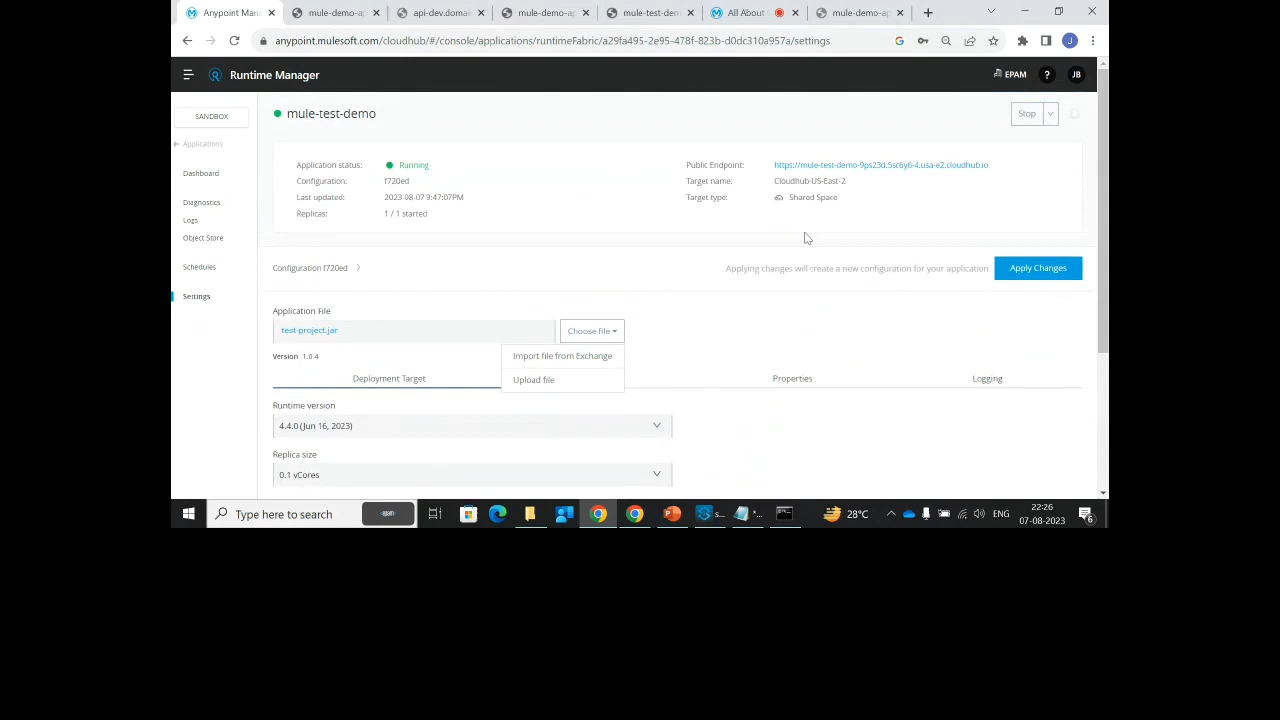 Anypoint Man
mule-demo-ap
api-dev.domain
mule-demo-ap
mule-test-dem
All About
mule-demo-ap
anypoint.mulesoft.com/cloudhub/#/console/applications/runtimeFabric/a29fa495-2e95-478f-823b-d0dc310a957a/settings
J
Runtime Manager
EPAM
?
JB
SANDBOX
Applications
Dashboard
Diagnostics
Logs
Object Store
Schedules
Settings
mule-test-demo
Stop
Application status: Running
Configuration: f720ed
Last updated: 2023-08-07 9:47:07PM
Replicas: 1 / 1 started
Public Endpoint: https://mule-test-demo-9ps23d.5sc6y6-4.usa-e2.cloudhub.io
Target name: Cloudhub-US-East-2
Target type: Shared Space
Configuration f720ed
Applying changes will create a new configuration for your application
Apply Changes
Application File
test-project.jar
Choose file
Import file from Exchange
Upload file
Version 1.0.4
Deployment Target
Properties
Logging
Runtime version
4.4.0 (Jun 16, 2023)
Replica size
0.1 vCores
Type here to search
28°C
ENG
22:26
07-08-2023
6